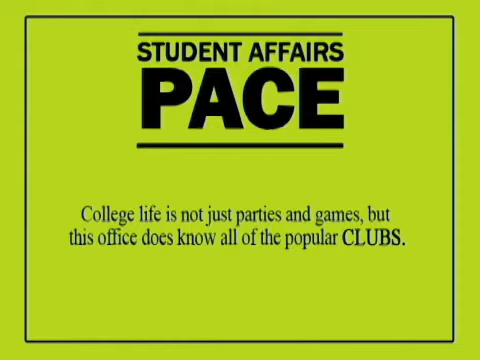 STUDENT AFFAIRS
PACE
College life is not just parties and games, but
this office does know all of the popular CLUBS.